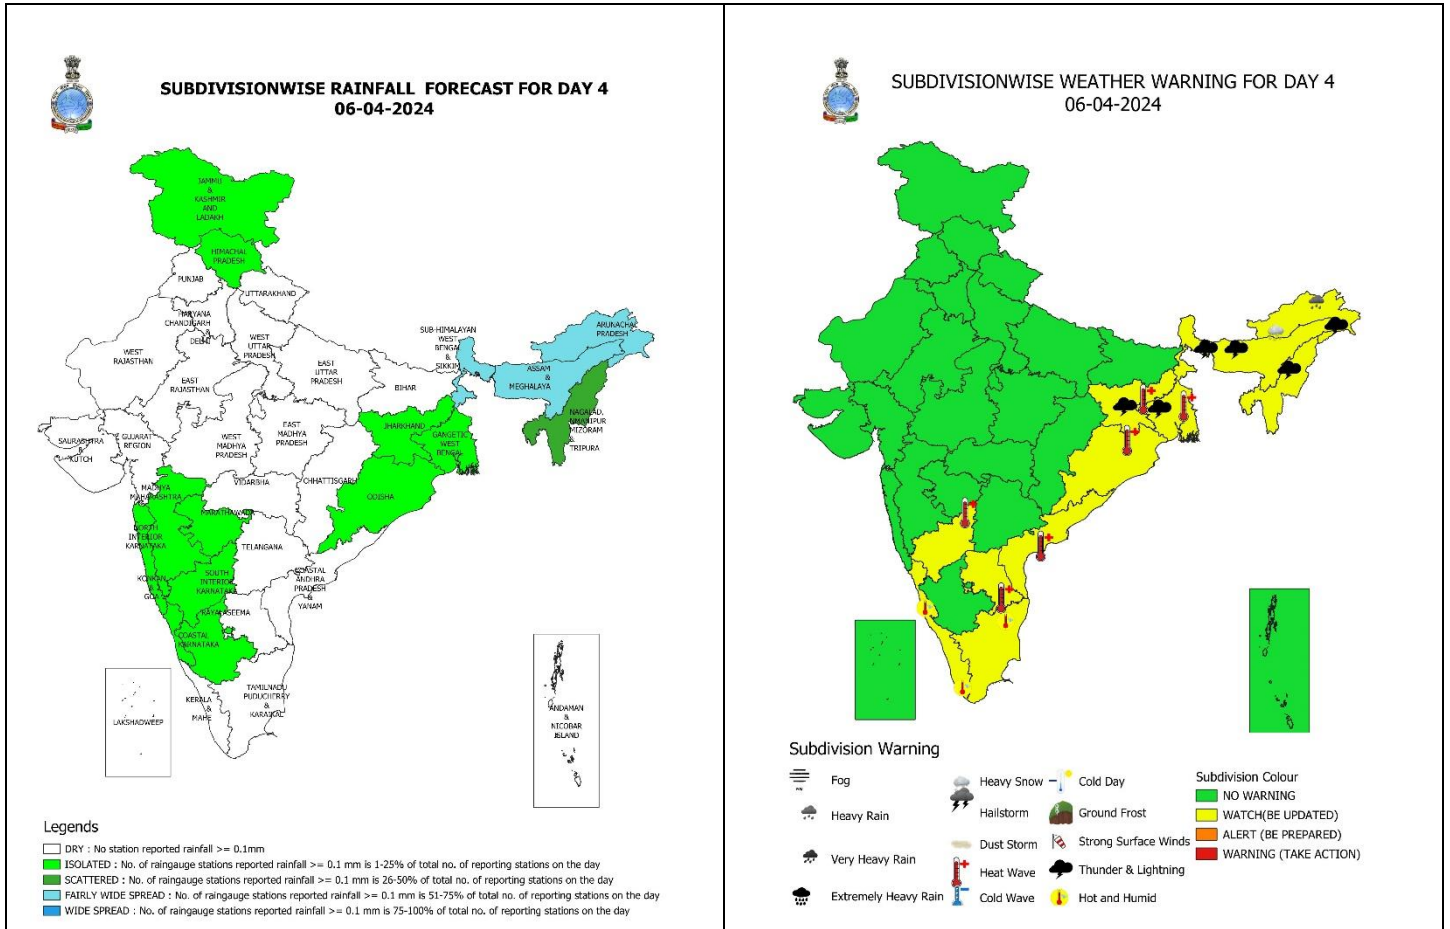 SUBDIVISIONWISE RAINFALL FORECAST FOR DAY 4
06-04-2024
JAMMU
&
KASHMIR
AND
LADAKH
HIMACHAL
PRADESH
PUNJAB
UTTARAKHAND
HARYANA
CHANDIGARH
&
DELHI
WEST
UTTAR
PRADESH
WEST
RAJASTHAN
EAST
RAJASTHAN
EAST
UTTAR
PRADESH
BIHAR
SUB-HIMALAYAN
WEST
BENGAL
&
SIKKIM
ARUNACHAL
PRADESH
ASSAM
&
MEGHALAYA
NAGALAD,
MANIPUR
MIZORAM
&
TRIPURA
SAURASHTRA
&
KUTCH
GUJARAT
REGION
WEST
MADHYA
PRADESH
EAST
MADHYA
PRADESH
JHARKHAND
GANGETIC
WEST
BENGAL
CHHATTISGARH
ODISHA
VIDARBHA
MADHYA
MAHARASHTRA
MARATHAWADA
NORTH
INTERIOR
KARNATAKA
TELANGANA
KONKAN
&
GOA
SOUTH
INTERIOR
KARNATAKA
COASTAL
ANDHRA
PRADESH
&
YANAM
RAYALASEEMA
COASTAL
KARNATAKA
KERALA
&
MAHE
TAMILNADU
PUDUCHERRY
&
KARAIKAL
LAKSHADWEEP
ANDAMAN
&
NICOBAR
ISLAND
Legends
DRY : No station reported rainfall >= 0.1mm
ISOLATED : No. of raingauge stations reported rainfall >= 0.1 mm is 1-25% of total no. of reporting stations on the day
SCATTERED : No. of raingauge stations reported rainfall >= 0.1 mm is 26-50% of total no. of reporting stations on the day
FAIRLY WIDE SPREAD : No. of raingauge stations reported rainfall >= 0.1 mm is 51-75% of total no. of reporting stations on the day
WIDE SPREAD : No. of raingauge stations reported rainfall >= 0.1 mm is 75-100% of total no. of reporting stations on the day
SUBDIVISIONWISE WEATHER WARNING FOR DAY 4
06-04-2024
Subdivision Warning
Fog
Heavy Rain
Very Heavy Rain
Extremely Heavy Rain
Heavy Snow
Hailstorm
Dust Storm
Heat Wave
Cold Wave
Cold Day
Ground Frost
Strong Surface Winds
Thunder & Lightning
Hot and Humid
Subdivision Colour
NO WARNING
WATCH(BE UPDATED)
ALERT (BE PREPARED)
WARNING (TAKE ACTION)